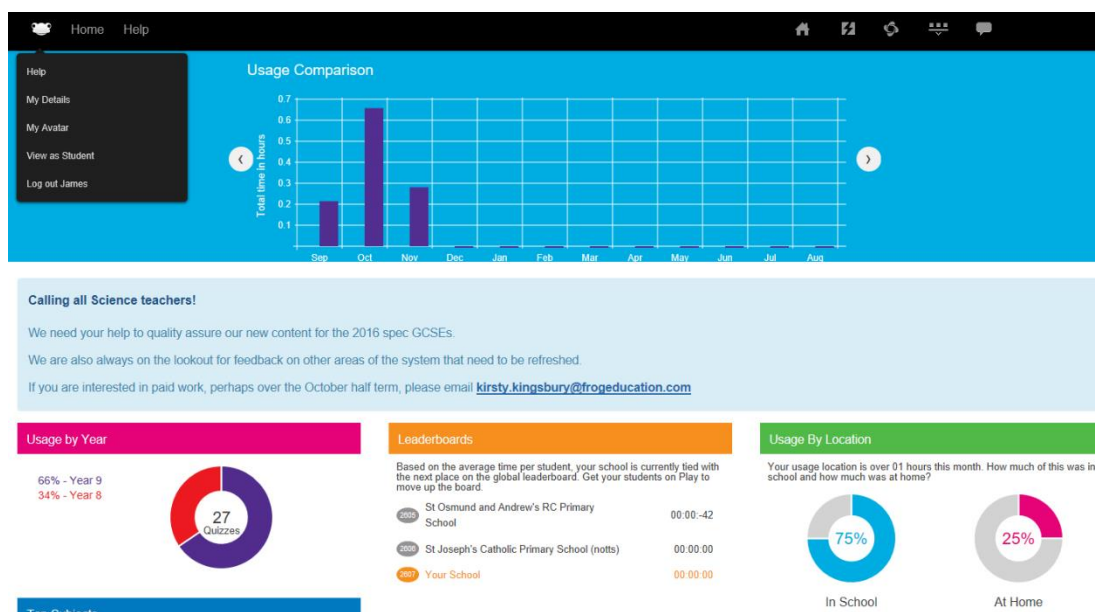 Home Help
Help
My Details
My Avatar
View as Student
Log out James
Usage Comparison
Total time in hours
0.7
0.6
0.5
0.4
0.3
0.2
0.1
Sep Oct Nov Dec Jan Feb Mar Apr May Jun Jul Aug
Calling all Science teachers!
We need your help to quality assure our new content for the 2016 spec GCSEs.
We are also always on the lookout for feedback on other areas of the system that need to be refreshed.
If you are interested in paid work, perhaps over the October half term, please email kirsty.kingsbury@frogeducation.com
Usage by Year
66% - Year 9
34% - Year 8
27
Quizzes
Leaderboards
Based on the average time per student, your school is currently tied with
the next place on the global leaderboard. Get your students on Play to
move up the board.
2605 St Osmund and Andrew's RC Primary
School 00:00:-42
2606 St Joseph's Catholic Primary School (notts) 00:00:00
2607 Your School 00:00:00
Usage By Location
Your usage location is over 01 hours this month. How much of this was in
school and how much was at home?
75%
In School
25%
At Home